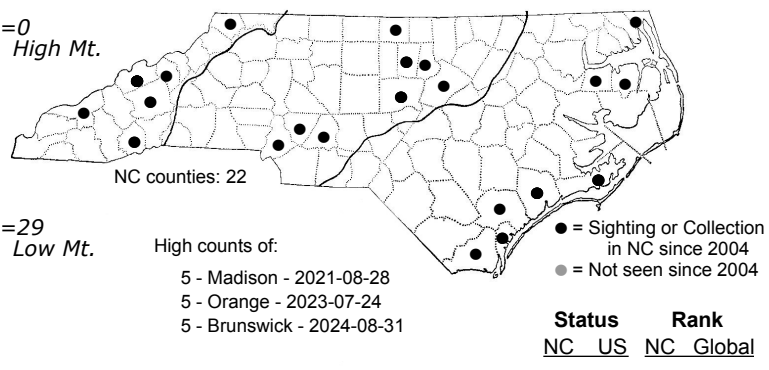 =0
High Mt.
NC counties: 22
=29
Low Mt.
High counts of:
5 - Madison - 2021-08-28
5 - Orange - 2023-07-24
5 - Brunswick - 2024-08-31
● = Sighting or Collection
in NC since 2004
● = Not seen since 2004
Status Rank
NC US NC Global